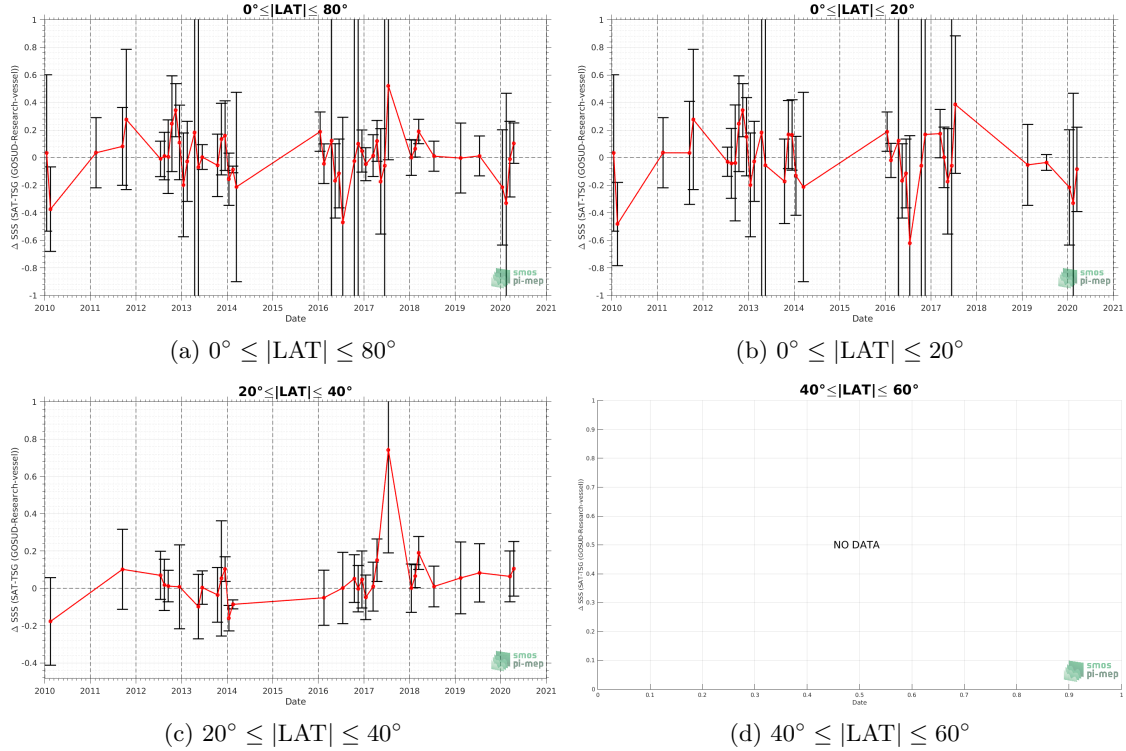 0°≤|LAT|≤ 80°
Δ SSS (SAT-TSG (GOSUD-Research-vessel))
1
0.8
0.6
0.4
0.2
0
-0.2
-0.4
-0.6
-0.8
-1
2010 2011 2012 2013 2014 2015 2016 2017 2018 2019 2020 2021
Date
smos
pi-mep
(a) 0° ≤ |LAT| ≤ 80°
0°≤|LAT|≤ 20°
Δ SSS (SAT-TSG (GOSUD-Research-vessel))
1
0.8
0.6
0.4
0.2
0
-0.2
-0.4
-0.6
-0.8
-1
2010 2011 2012 2013 2014 2015 2016 2017 2018 2019 2020 2021
Date
smos
pi-mep
(b) 0° ≤ |LAT| ≤ 20°
20°≤|LAT|≤ 40°
Δ SSS (SAT-TSG (GOSUD-Research-vessel))
1
0.8
0.6
0.4
0.2
0
-0.2
-0.4
2010 2011 2012 2013 2014 2015 2016 2017 2018 2019 2020 2021
Date
smos
pi-mep
(c) 20° ≤ |LAT| ≤ 40°
40°≤|LAT|≤ 60°
Δ SSS (SAT-TSG (GOSUD-Research-vessel))
1
0.9
0.8
0.7
0.6
0.5
0.4
0.3
0.2
0.1
0
NO DATA
0 0.1 0.2 0.3 0.4 0.5 0.6 0.7 0.8 0.9 1
Date
smos
pi-mep
(d) 40° ≤ |LAT| ≤ 60°